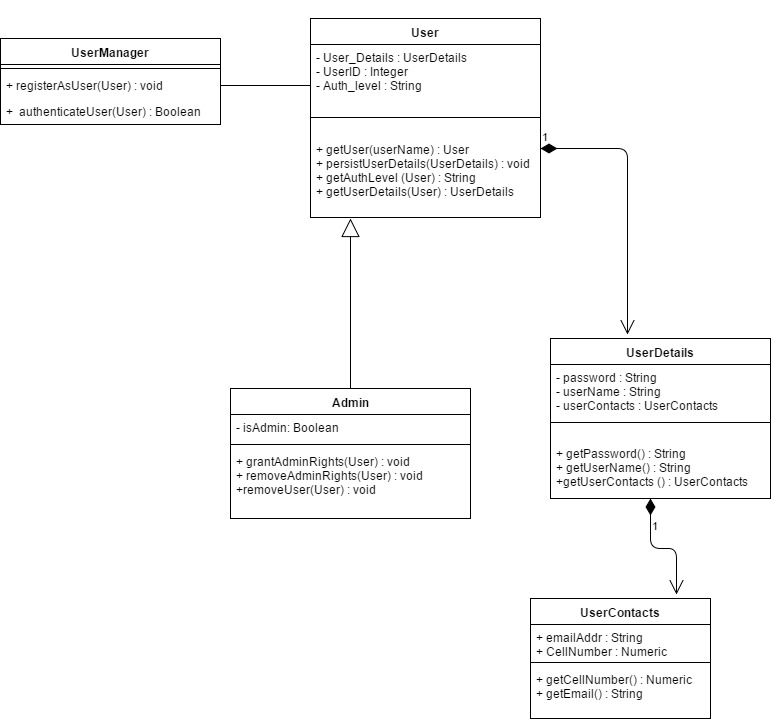 UserManager
+ registerAsUser(User) : void
+ authenticateUser(User) : Boolean
User
- User_Details : UserDetails
- UserID : Integer
- Auth_level : String
+ getUser(userName) : User
+ persistUserDetails(UserDetails) : void
+ getAuthLevel (User) : String
+ getUserDetails(User) : UserDetails
1
Admin
- isAdmin: Boolean
+ grantAdminRights(User) : void
+ removeAdminRights(User) : void
+removeUser(User) : void
UserDetails
- password : String
- userName : String
- userContacts : UserContacts
+ getPassword() : String
+ getUserName() : String
+getUserContacts () : UserContacts
1
UserContacts
+ emailAddr : String
+ CellNumber : Numeric
+ getCellNumber() : Numeric
+ getEmail() : String